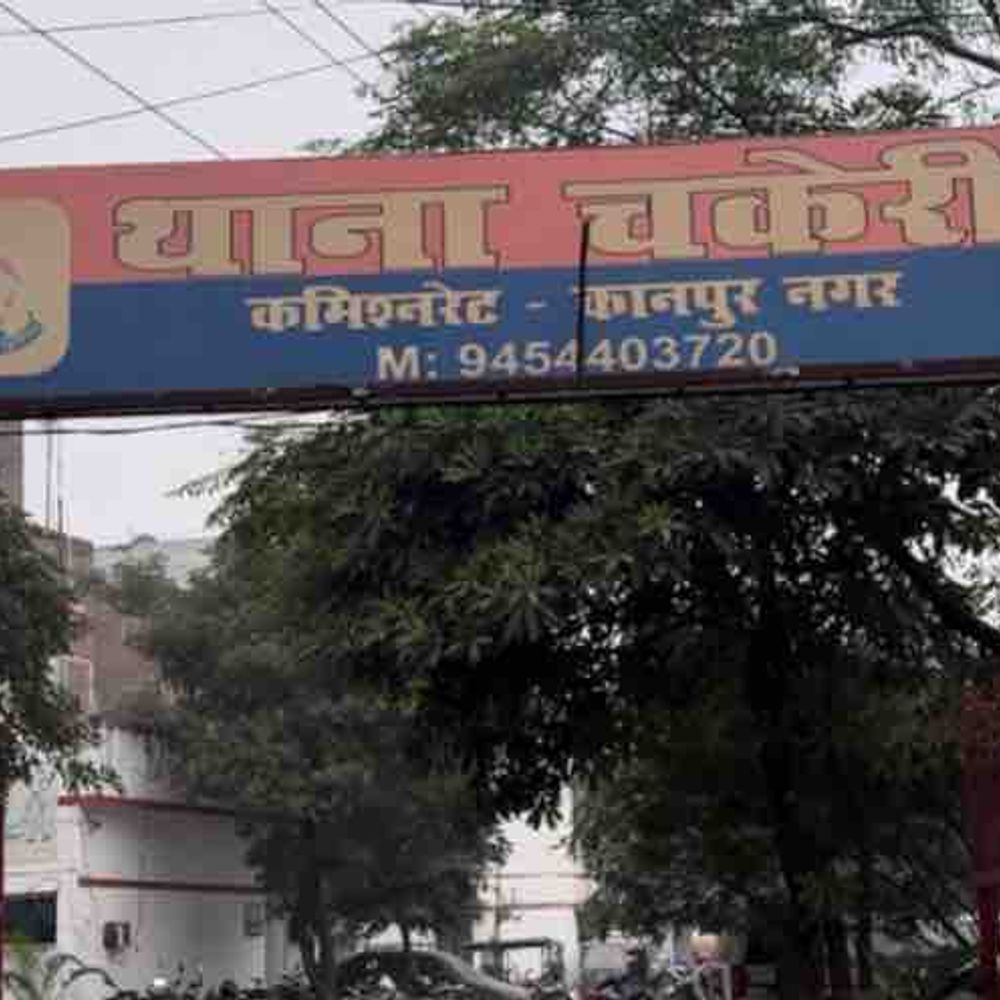 थाना चकेरी
कमिश्नरेट - कानपुर नगर
M: 9454403720